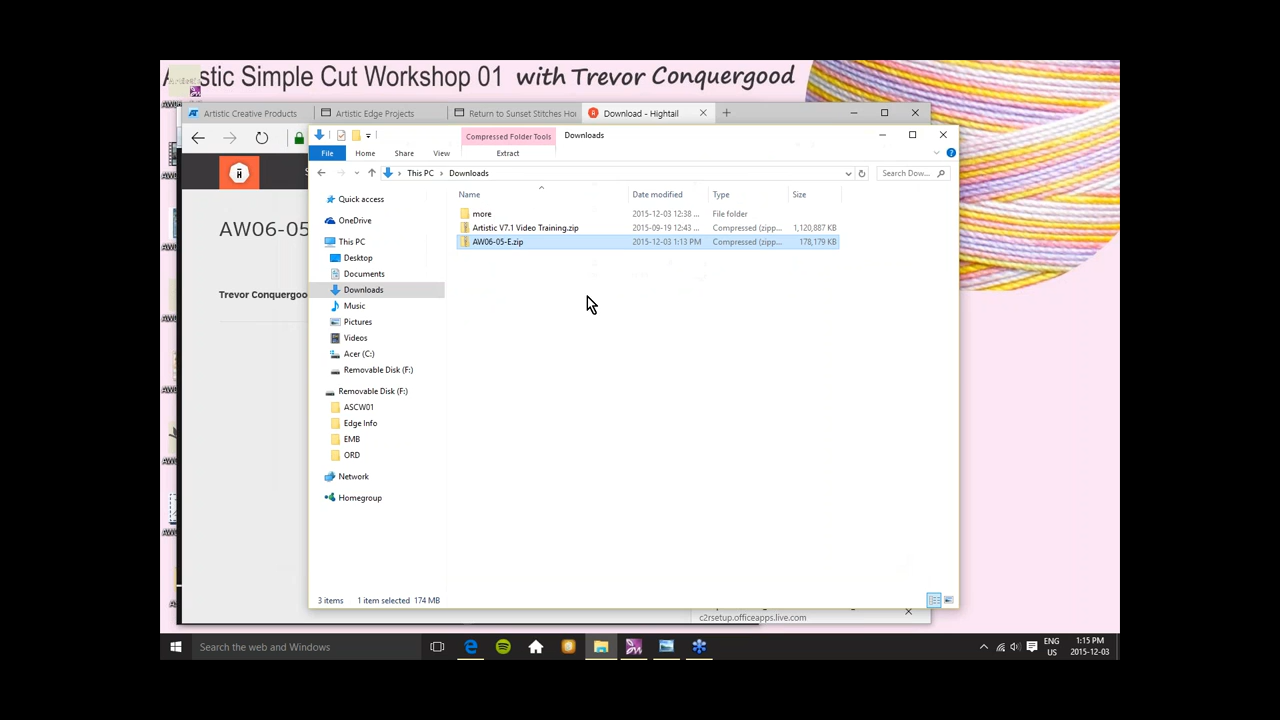 Artistic Simple Cut Workshop 01 with Trevor Conquergood
Artistic Creative Products
Artistic Edge Projects
Return to Sunset Stitches Ho
Download - Hightail
Compressed Folder Tools
Downloads
File
Home
Share
View
Extract
This PC > Downloads
Search Dow...
Name
Date modified
Type
Size
more
2015-12-03 12:38 ...
File folder
Artistic V7.1 Video Training.zip
2015-09-19 12:43 ...
Compressed (zipp...
1,120,887 KB
AW06-05-E.zip
2015-12-03 1:13 PM
Compressed (zipp...
178,179 KB
Quick access
OneDrive
This PC
Desktop
Documents
Downloads
Music
Pictures
Videos
Acer (C:)
Removable Disk (F:)
Removable Disk (F:)
ASCW01
Edge Info
EMB
ORD
Network
Homegroup
AW06-05
Trevor Conquergoo
3 items
1 item selected 174 MB
c2rsetup.officeapps.live.com
Search the web and Windows
ENG
US
1:15 PM
2015-12-03